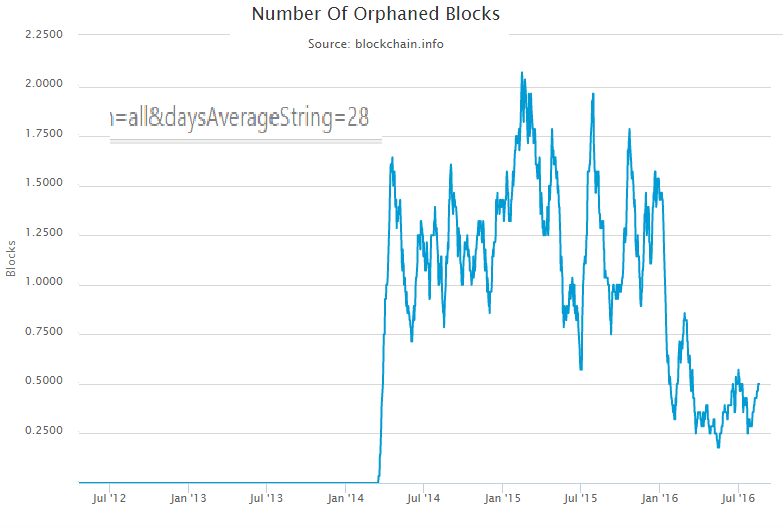 Number Of Orphaned Blocks
Source: blockchain.info
2.2500
2.0000
=all&daysAverageString=28
1.7500
1.5000
1.2500
Blocks
1.0000
0.7500
0.5000
0.2500
Jul '12 Jan '13 Jul '13 Jan '14 Jul '14 Jan '15 Jul '15 Jan '16 Jul '16